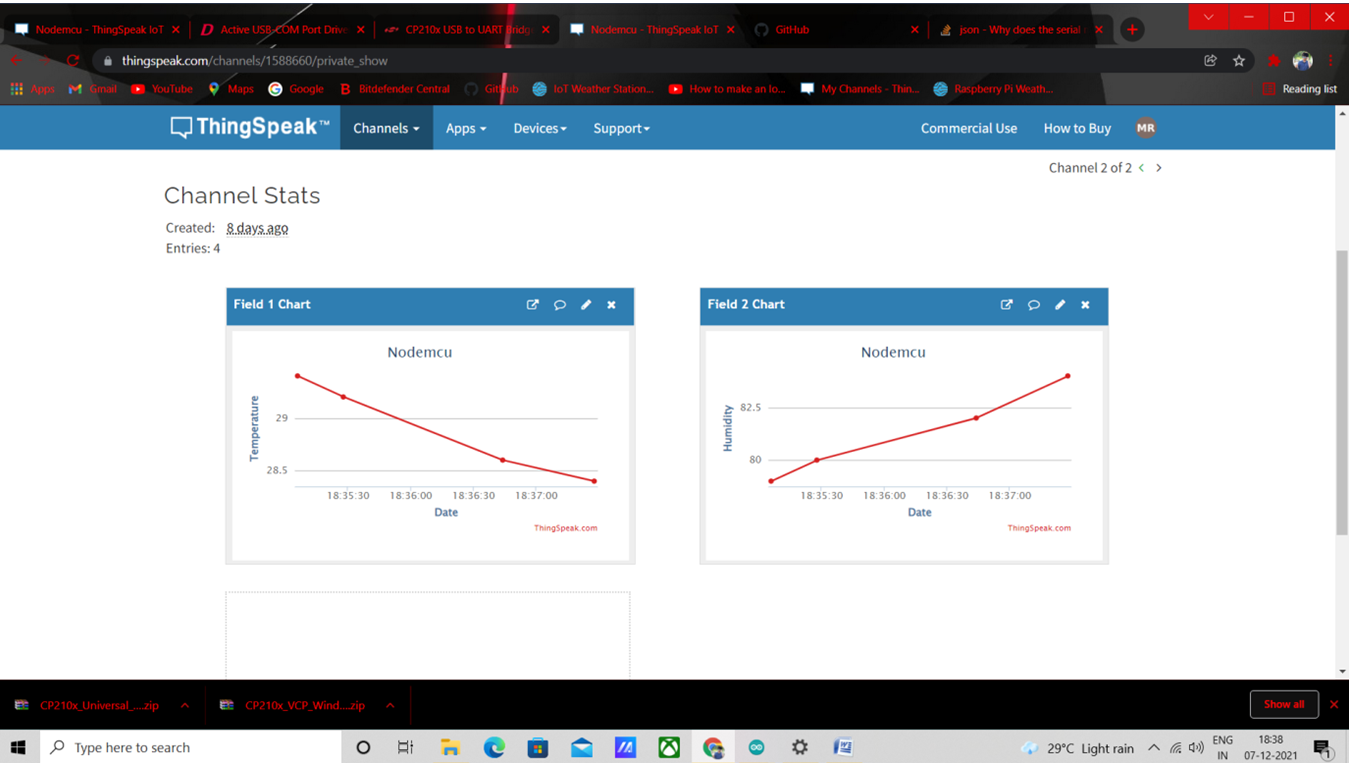 Nodemcu - ThingSpeak IoT
Active USB-COM Port Drive
CP210x USB to UART Bridg
Nodemcu - ThingSpeak IoT
GitHub
json - Why does the serial
thingspeak.com/channels/1588660/private_show
Apps
Gmail
YouTube
Maps
Google
Bitdefender Central
GitHub
IoT Weather Station...
How to make an Io...
My Channels - Thin...
Raspberry Pi Weath...
Reading list
ThingSpeak™
Channels
Apps
Devices
Support
Commercial Use
How to Buy
MR
Channel 2 of 2 < >
Channel Stats
Created: 8 days ago
Entries: 4
Field 1 Chart
Nodemcu
Temperature
29
28.5
18:35:30 18:36:00 18:36:30 18:37:00
Date
ThingSpeak.com
Field 2 Chart
Nodemcu
Humidity
82.5
80
18:35:30 18:36:00 18:36:30 18:37:00
Date
ThingSpeak.com
CP210x_Universal_....zip
CP210x_VCP_Wind....zip
Show all
Type here to search
29°C Light rain
ENG
IN
18:38
07-12-2021
1